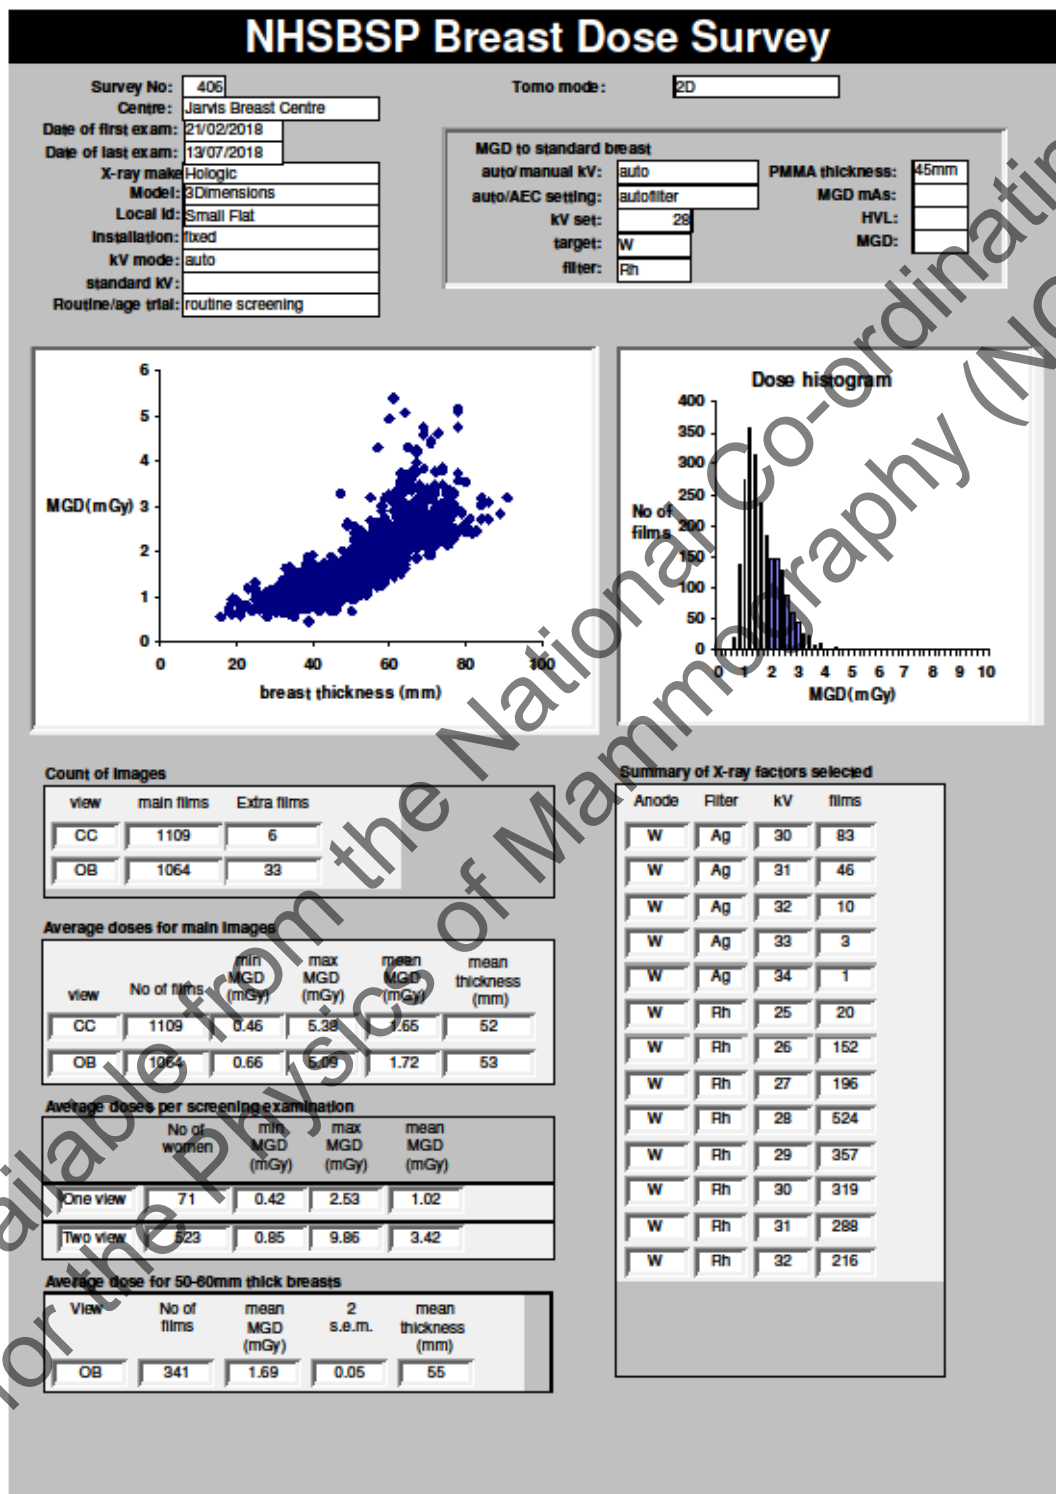 NHSBSP Breast Dose Survey
Survey No: 406
Centre: Jarvis Breast Centre
Date of first exam: 21/02/2018
Date of last exam: 13/07/2018
X-ray make Hologic
Model: 3Dimensions
Local id: Small Flat
Installation: fixed
kV mode: auto
standard kV:
Routine/age trial: routine screening
Tomo mode: 2D
MGD to standard breast
auto/manual kV: auto PMMA thickness: 45mm
auto/AEC setting: autofilter MGD mAs:
kV set: 28 HVL:
target: W MGD:
filter: Rh
6
5
4
MGD(mGy) 3
2
1
0
0 20 40 60 80 100
breast thickness (mm)
Dose histogram
400
350
300
250
No of films
200
150
100
50
0
0 1 2 3 4 5 6 7 8 9 10
MGD(mGy)
Count of Images
view main films Extra films
CC 1109 6
OB 1064 33
Average doses for main images
view No of films min MGD (mGy) max MGD (mGy) mean MGD (mGy) mean thickness (mm)
CC 1109 0.46 5.38 1.65 52
OB 1064 0.66 5.09 1.72 53
Average doses per screening examination
No of women min MGD (mGy) max MGD (mGy) mean MGD (mGy)
One view 71 0.42 2.53 1.02
Two view 523 0.85 9.86 3.42
Average dose for 50-60mm thick breasts
View No of films mean MGD (mGy) 2 s.e.m. mean thickness (mm)
OB 341 1.69 0.05 55
Summary of X-ray factors selected
Anode Filter kV films
W Ag 30 83
W Ag 31 46
W Ag 32 10
W Ag 33 3
W Ag 34 1
W Rh 25 20
W Rh 26 152
W Rh 27 196
W Rh 28 524
W Rh 29 357
W Rh 30 319
W Rh 31 288
W Rh 32 216
ailable from the National Co-ordinatin
for the Physics of Mammography (NC